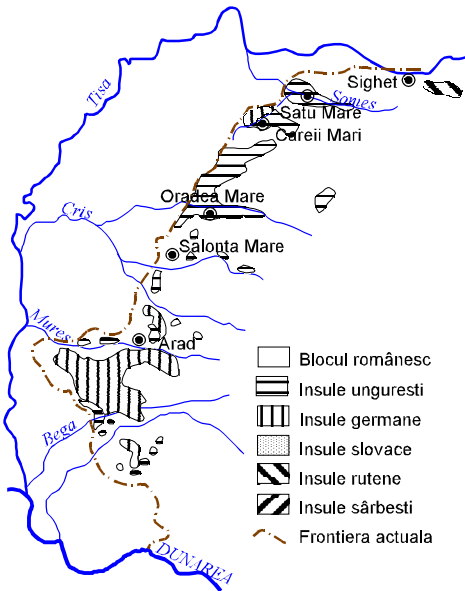 Tisa
Sighet
Somes
Satu Mare
Careii Mari
Oradea Mare
Cris
Salonta Mare
Mures
Arad
Bega
DUNAREA
Blocul românesc
Insule unguresti
Insule germane
Insule slovace
Insule rutene
Insule sârbesti
Frontiera actuala